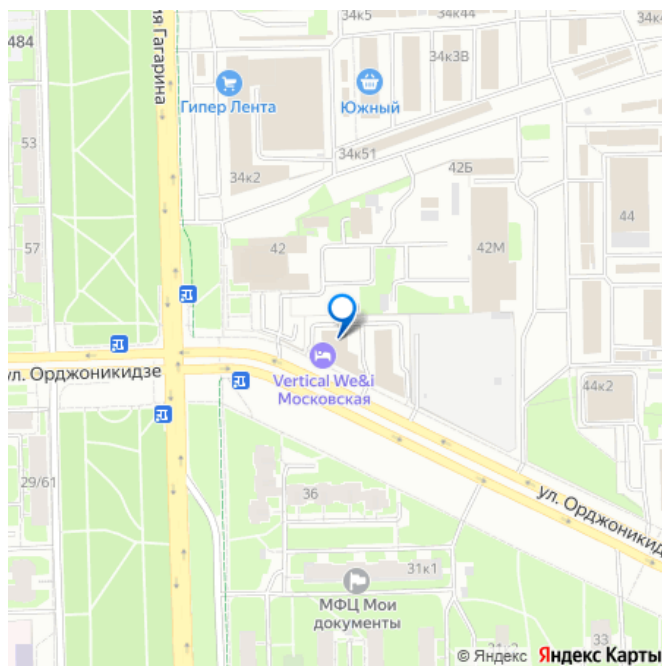 34к5
34к44
484
34к3В
я Гагарина
Гипер Лента
Южный
53
34к51
42Б
34к2
44
57
42
42М
ул. Орджоникидзе
Vertical We&i
Московская
44к2
29/61
36
ул. Орджоникид
31к1
МФЦ Мои
документы
33
© Яндекс Яндекс Карты